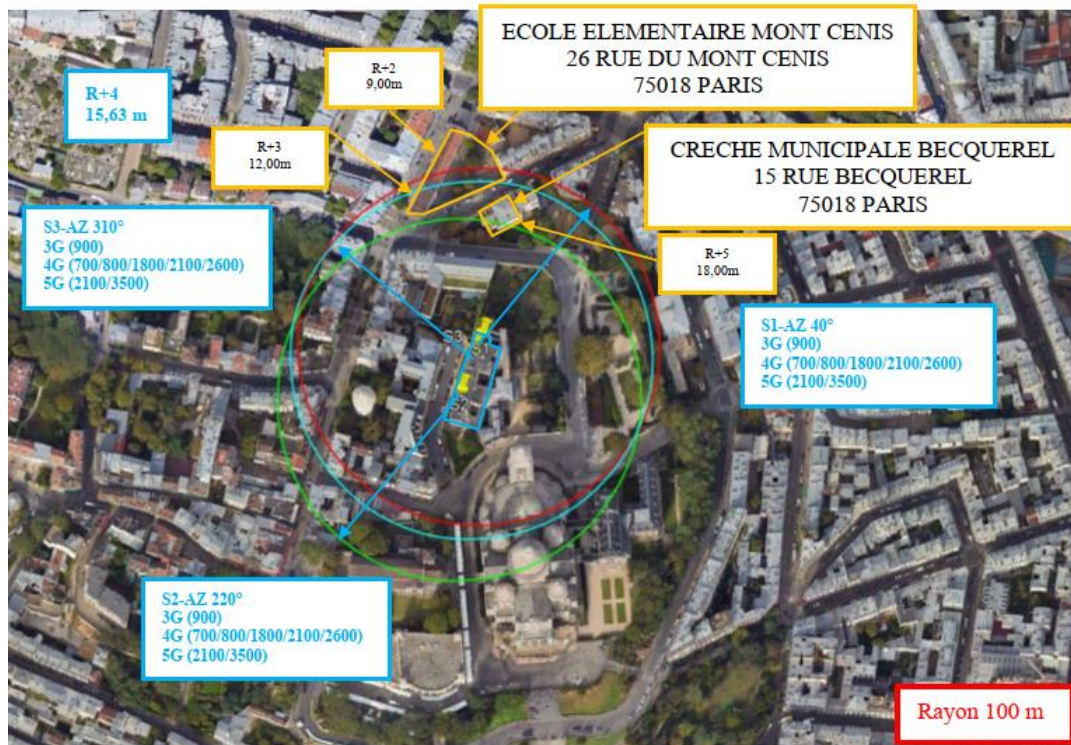 ECOLE ELEMENTAIRE MONT CENIS
26 RUE DU MONT CENIS
75018 PARIS
R+2
9,00m
R+4
15,63 m
R+3
12,00m
CRECHE MUNICIPALE BECQUEREL
15 RUE BECQUEREL
75018 PARIS
S3-AZ 310°
3G (900)
4G (700/800/1800/2100/2600)
5G (2100/3500)
R+5
18,00m
S1-AZ 40°
3G (900)
4G (700/800/1800/2100/2600)
5G (2100/3500)
S3
S1
S2
S2-AZ 220°
3G (900)
4G (700/800/1800/2100/2600)
5G (2100/3500)
Rayon 100 m